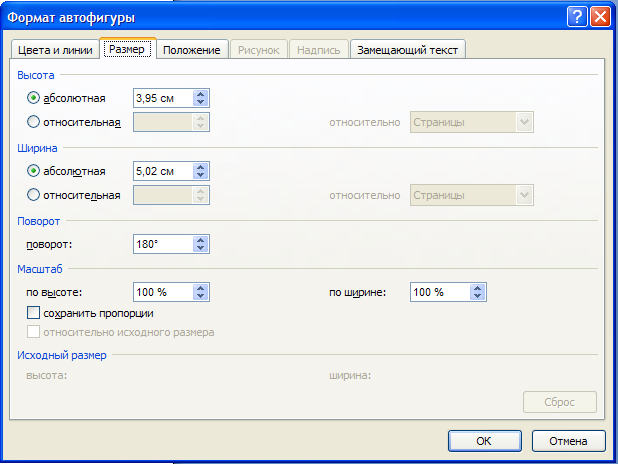 Формат автофигуры
Цвета и линии Размер Положение Рисунок Надпись Замещающий текст
Высота
абсолютная 3,95 см
относительная относительно Страницы
Ширина
абсолютная 5,02 см
относительная относительно Страницы
Поворот
поворот: 180°
Масштаб
по высоте: 100 % по ширине: 100 %
сохранить пропорции
относительно исходного размера
Исходный размер
высота: ширина:
Сброс
ОК Отмена